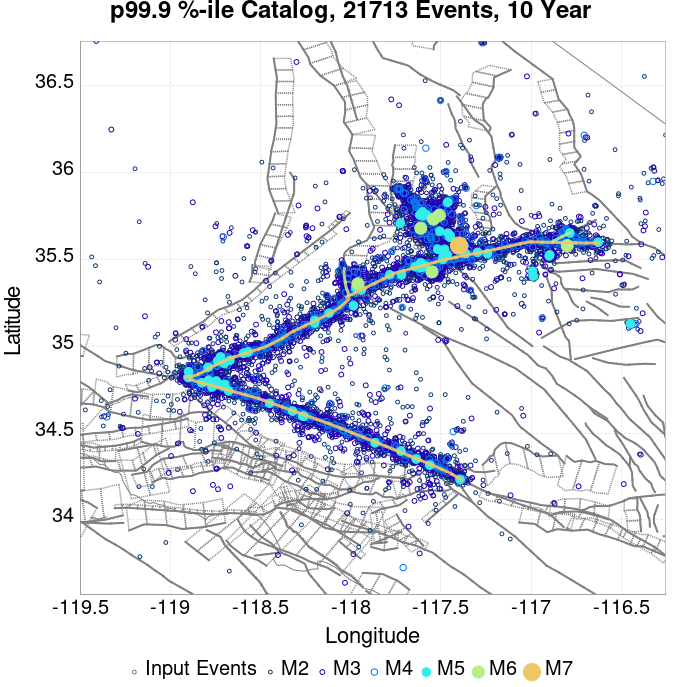 p99.9 %-ile Catalog, 21713 Events, 10 Year
36.5
36
35.5
35
34.5
34
Latitude
-119.5 -119 -118.5 -118 -117.5 -117 -116.5
Longitude
Input Events M2 M3 M4 M5 M6 M7